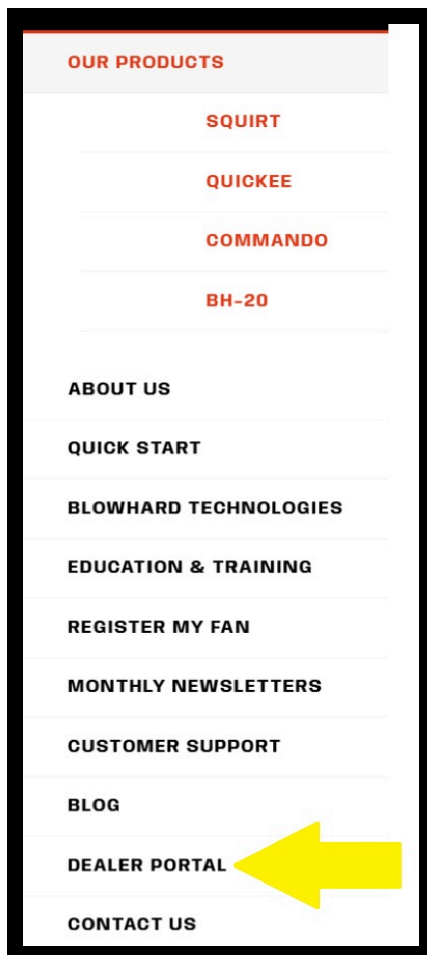 OUR PRODUCTS
SQUIRT
QUICKEE
COMMANDO
BH-20
ABOUT US
QUICK START
BLOWHARD TECHNOLOGIES
EDUCATION & TRAINING
REGISTER MY FAN
MONTHLY NEWSLETTERS
CUSTOMER SUPPORT
BLOG
DEALER PORTAL
CONTACT US